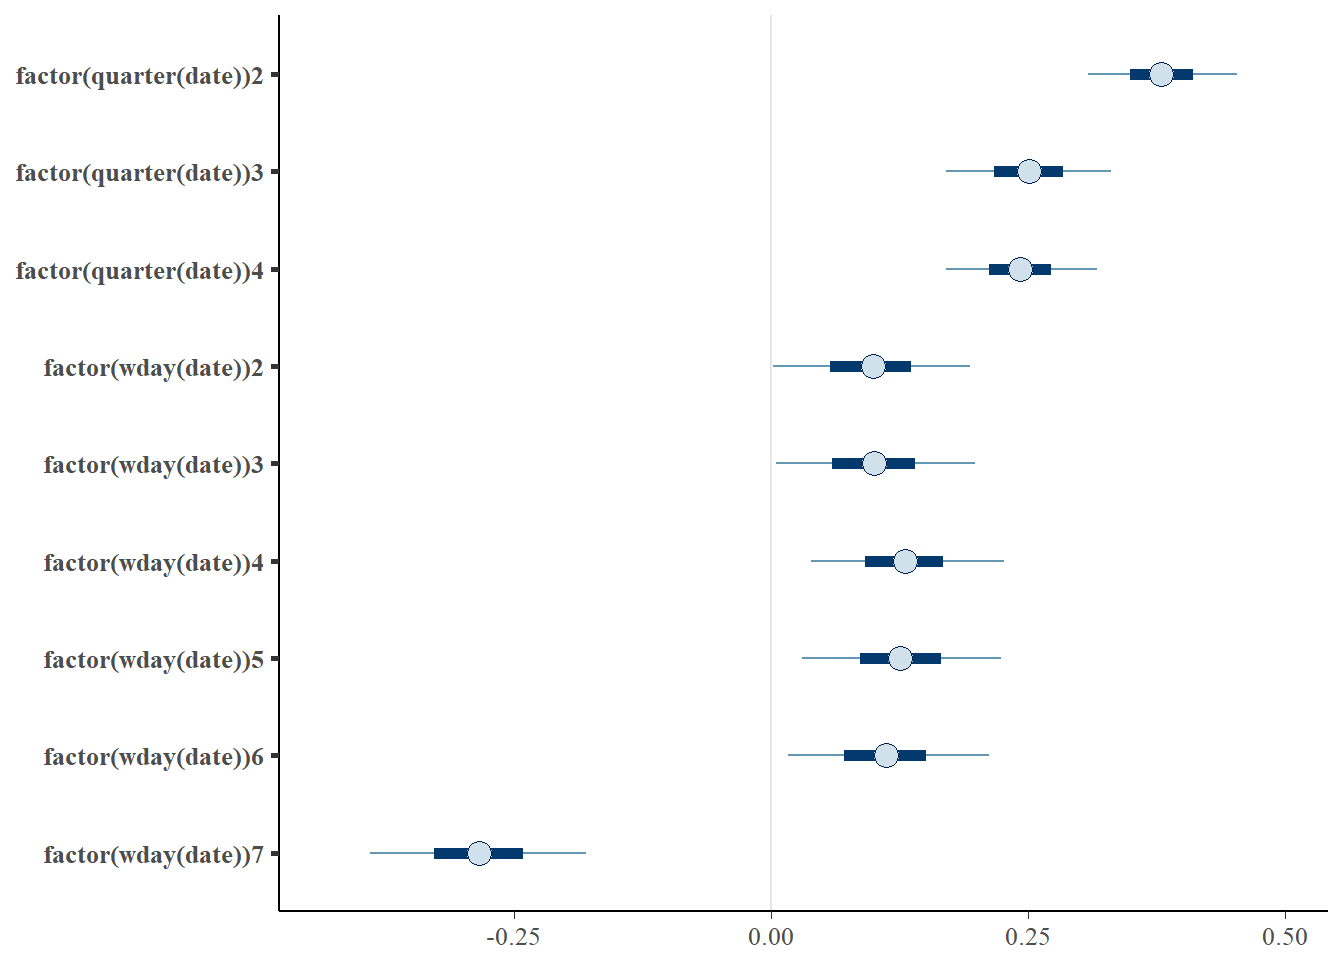 factor(quarter(date))2
factor(quarter(date))3
factor(quarter(date))4
factor(wday(date))2
factor(wday(date))3
factor(wday(date))4
factor(wday(date))5
factor(wday(date))6
factor(wday(date))7
-0.25 0.00 0.25 0.50